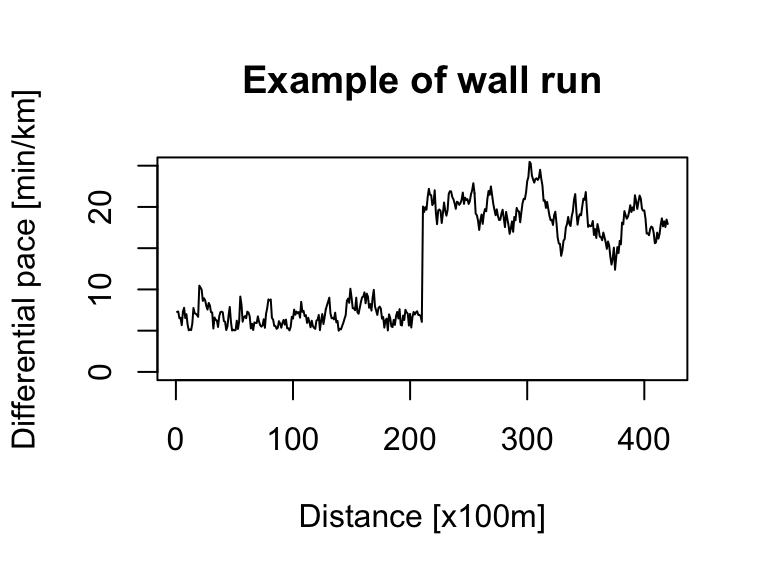 Example of wall run
Differential pace [min/km]
20
10
0
0 100 200 300 400
Distance [x100m]